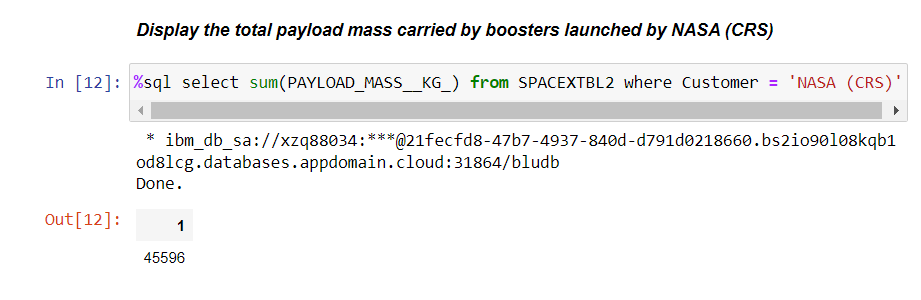 Display the total payload mass carried by boosters launched by NASA (CRS)
In [12]: %sql select sum(PAYLOAD_MASS__KG_) from SPACEXTBL2 where Customer = 'NASA (CRS)'
* ibm_db_sa://xzq88034:***@21fecfd8-47b7-4937-840d-d791d0218660.bs2io90l08kqb1
od8lcg.databases.appdomain.cloud:31864/bludb
Done.
Out[12]: 1
45596